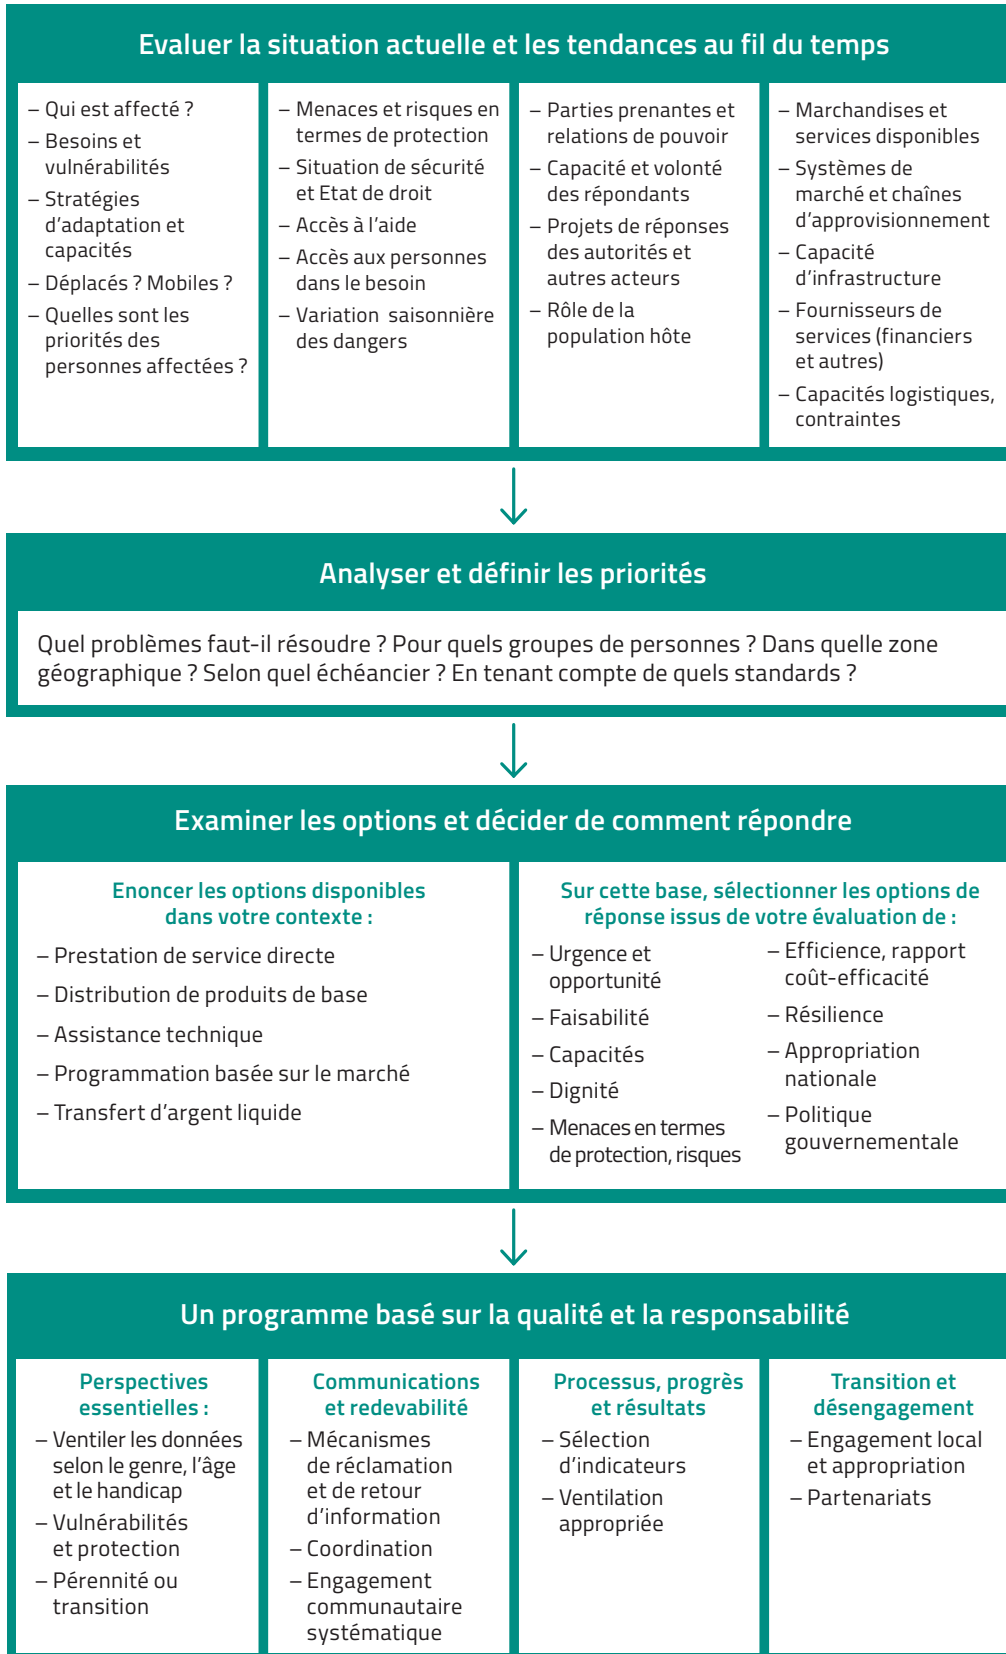 Evaluer la situation actuelle et les tendances au fil du temps
– Qui est affecté ?
– Besoins et
vulnérabilités
– Stratégies
d’adaptation et
capacités
– Déplacés ? Mobiles ?
– Quelles sont les
priorités des
personnes affectées ?
– Menaces et risques en
termes de protection
– Situation de sécurité
et Etat de droit
– Accès à l’aide
– Accès aux personnes
dans le besoin
– Variation saisonnière
des dangers
– Parties prenantes et
relations de pouvoir
– Capacité et volonté
des répondants
– Projets de réponses
des autorités et
autres acteurs
– Rôle de la
population hôte
– Marchandises et
services disponibles
– Systèmes de
marché et chaînes
d’approvisionnement
– Capacité
d’infrastructure
– Fournisseurs de
services (financiers
et autres)
– Capacités logistiques,
contraintes
Analyser et définir les priorités
Quel problèmes faut-il résoudre ? Pour quels groupes de personnes ? Dans quelle zone
géographique ? Selon quel échéancier ? En tenant compte de quels standards ?
Examiner les options et décider de comment répondre
Enoncer les options disponibles
dans votre contexte :
– Prestation de service directe
– Distribution de produits de base
– Assistance technique
– Programmation basée sur le marché
– Transfert d’argent liquide
Sur cette base, sélectionner les options de
réponse issus de votre évaluation de :
– Urgence et
opportunité
– Faisabilité
– Capacités
– Dignité
– Menaces en termes
de protection, risques
– Efficience, rapport
coût-efficacité
– Résilience
– Appropriation
nationale
– Politique
gouvernementale
Un programme basé sur la qualité et la responsabilité
Perspectives
essentielles :
– Ventiler les données
selon le genre, l’âge
et le handicap
– Vulnérabilités
et protection
– Pérennité ou
transition
Communications
et redevabilité
– Mécanismes
de réclamation
et de retour
d’information
– Coordination
– Engagement
communautaire
systématique
Processus, progrès
et résultats
– Sélection
d’indicateurs
– Ventilation
appropriée
Transition et
désengagement
– Engagement local
et appropriation
– Partenariats